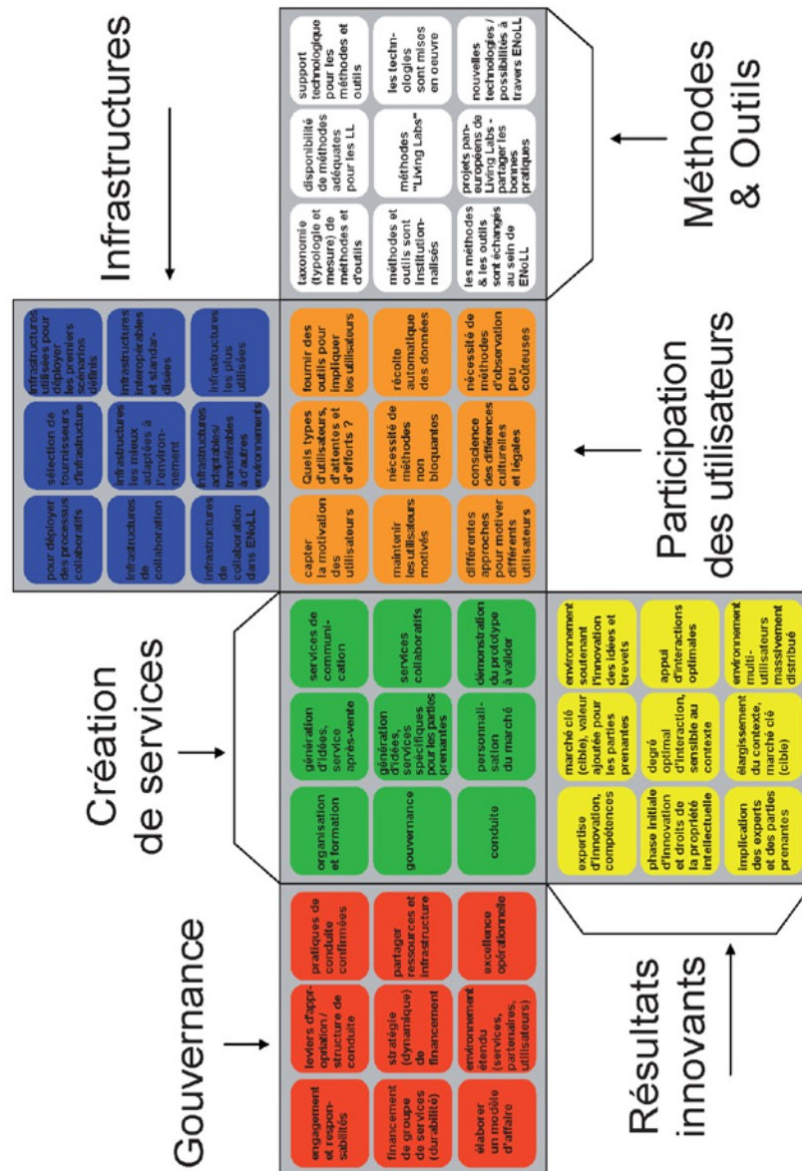 Gouvernance
Création
de services
Infrastructures
pour déployer
des processus
collaboratifs
sélection de
fournisseurs
d'infrastructure
infrastructures
utilisées pour
déployer
les premières
scénarios
définis
infrastructures
de
collaboration
infrastructures
les mieux
adaptées à
l'environ-
nement
infrastructures
interopérables
et standar-
disées
infrastructures
de
collaboration
dans ENoLL
infrastructures
adaptables/
transférables
à d'autres
environnements
infrastructures
les plus
utilisées
engagement
et respon-
sabilités
leviers d'appr-
opriation /
structure de
conduite
pratiques de
conduite
confirmées
financement
de groupe
de services
(durabilité)
stratégie
(dynamique)
de
financement
partager
ressources et
infrastructure
élaborer
un modèle
d'affaire
environnement
étendu
(services,
partenaires,
utilisateurs)
excellence
opérationnelle
organisation
et formation
génération
d'idées,
service
après-vente
services de
communi-
cation
gouvernance
génération
d'idées,
services
spécifiques
pour les parties
prenantes
services
collaboratifs
conduite
personnali-
sation
du marché
démonstration
du prototype
à valider
capter
la motivation
des
utilisateurs
Quels types
d'utilisateurs,
d'attentes et
d'efforts ?
fournir des
outils pour
impliquer
les utilisateurs
maintenir
les utilisateurs
motivés
nécessité de
méthodes
non
bloquantes
récolte
automatique
des données
différentes
approches
pour motiver
différents
utilisateurs
conscience
des différences
culturelles
et légales
nécessité de
méthodes
d'observation
peu
coûteuses
taxonomie
(typologie et
mesure) de
méthodes et
d'outils
disponibilité
de méthodes
adéquates
pour les LL
support
technologique
pour les
méthodes et
outils
méthodes et
outils sont
institution-
nalisés
méthodes
"Living Labs"
les techn-
ologies
sont mises
en oeuvre
les méthodes
& les outils
sont échangés
au sein de
ENoLL
projets pan-
européens de
Living Labs -
partager les
bonnes
pratiques
nouvelles
technologies /
possibilités à
travers ENoLL
expertise
d'innovation,
compétences
marché clé
(cible), valeur
ajoutée pour
les parties
prenantes
environnement
soutenant
l'innovation
des idées et
brevets
phase initiale
d'innovation
et droits de
la propriété
intellectuelle
degré
optimal
d'interaction,
sensible au
contexte
appui
d'interactions
optimales
implication
des experts
et des parties
prenantes
élargissement
du contexte,
marché clé
(cible)
environnement
multi-
utilisateurs
massivement
distribué
Résultats
innovants
Participation
des utilisateurs
Méthodes
& Outils